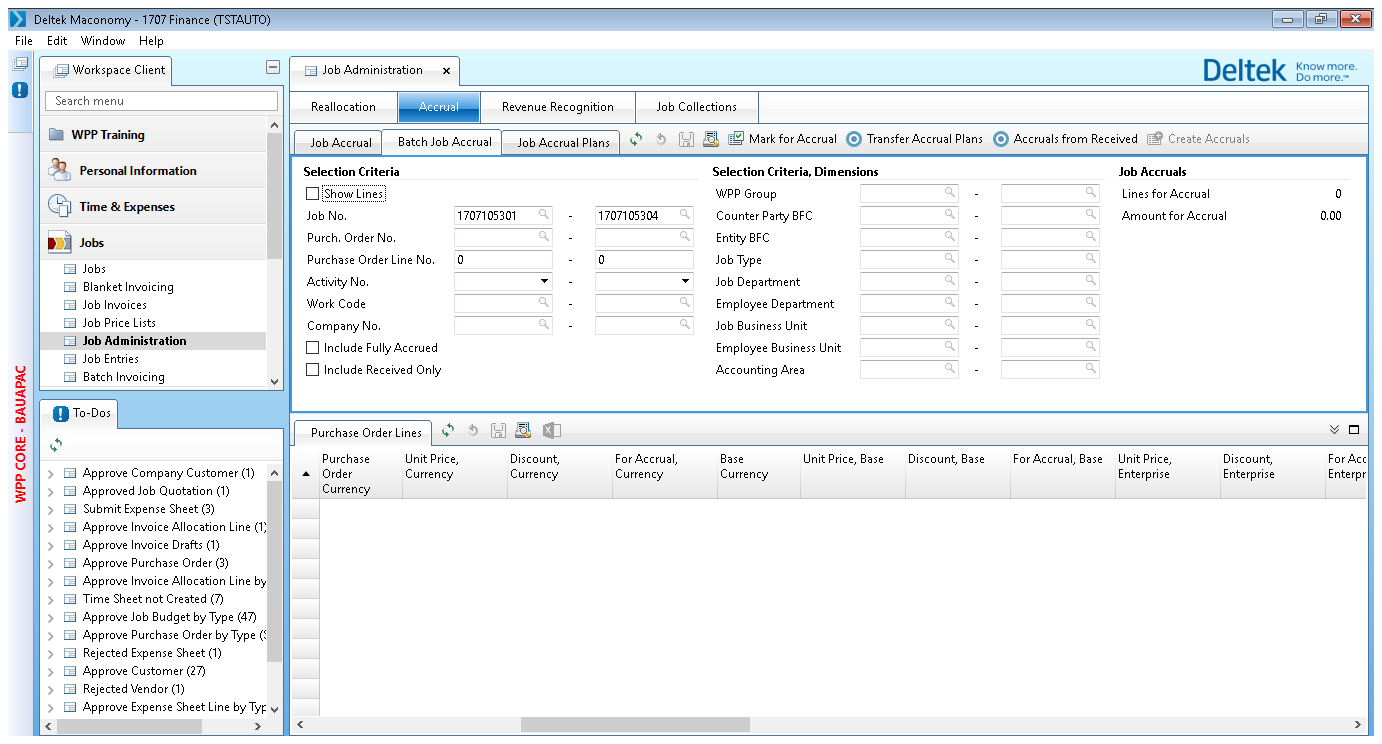 Deltek Maconomy - 1707 Finance (TSTAUTO)
File Edit Window Help
WPP CORE - BAUAPAC
Workspace Client
Search menu
WPP Training
Personal Information
Time & Expenses
Jobs
Jobs
Blanket Invoicing
Job Invoices
Job Price Lists
Job Administration
Job Entries
Batch Invoicing
To-Dos
Approve Company Customer (1)
Approved Job Quotation (1)
Submit Expense Sheet (3)
Approve Invoice Allocation Line (1)
Approve Invoice Drafts (1)
Approve Purchase Order (3)
Approve Invoice Allocation Line by
Time Sheet not Created (7)
Approve Job Budget by Type (47)
Approve Purchase Order by Type (
Rejected Expense Sheet (1)
Approve Customer (27)
Rejected Vendor (1)
Approve Expense Sheet Line by Typ
Job Administration
Deltek Know more.
Do more.™
Reallocation Accrual Revenue Recognition Job Collections
Job Accrual Batch Job Accrual Job Accrual Plans Mark for Accrual Transfer Accrual Plans Accruals from Received Create Accruals
Selection Criteria
Show Lines
Job No. 1707105301 - 1707105304
Purch. Order No. -
Purchase Order Line No. 0 - 0
Activity No. -
Work Code -
Company No. -
Include Fully Accrued
Include Received Only
Selection Criteria, Dimensions
WPP Group -
Counter Party BFC -
Entity BFC -
Job Type -
Job Department -
Employee Department -
Job Business Unit -
Employee Business Unit -
Accounting Area -
Job Accruals
Lines for Accrual 0
Amount for Accrual 0.00
Purchase Order Lines
Purchase Unit Price, Discount, For Accrual, Base Unit Price, Base Discount, Base For Accrual, Base Unit Price, Discount, For Acc
Order Currency Currency Currency Currency Enterprise Enterprise Enterpr
Currency